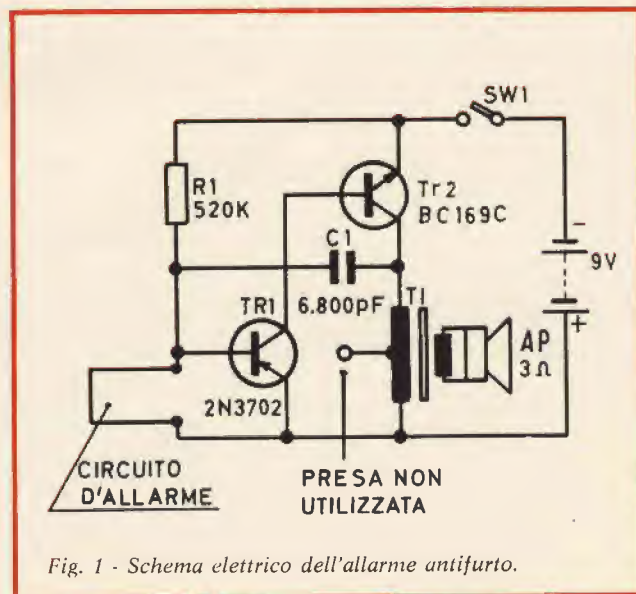 SW1
R1
520K
Tr2
BC169C
C1
6.800pF
T1
TR1
2N3702
9V
-
+
AP
3Ω
CIRCUITO
D'ALLARME
PRESA NON
UTILIZZATA
Fig. 1 - Schema elettrico dell'allarme antifurto.